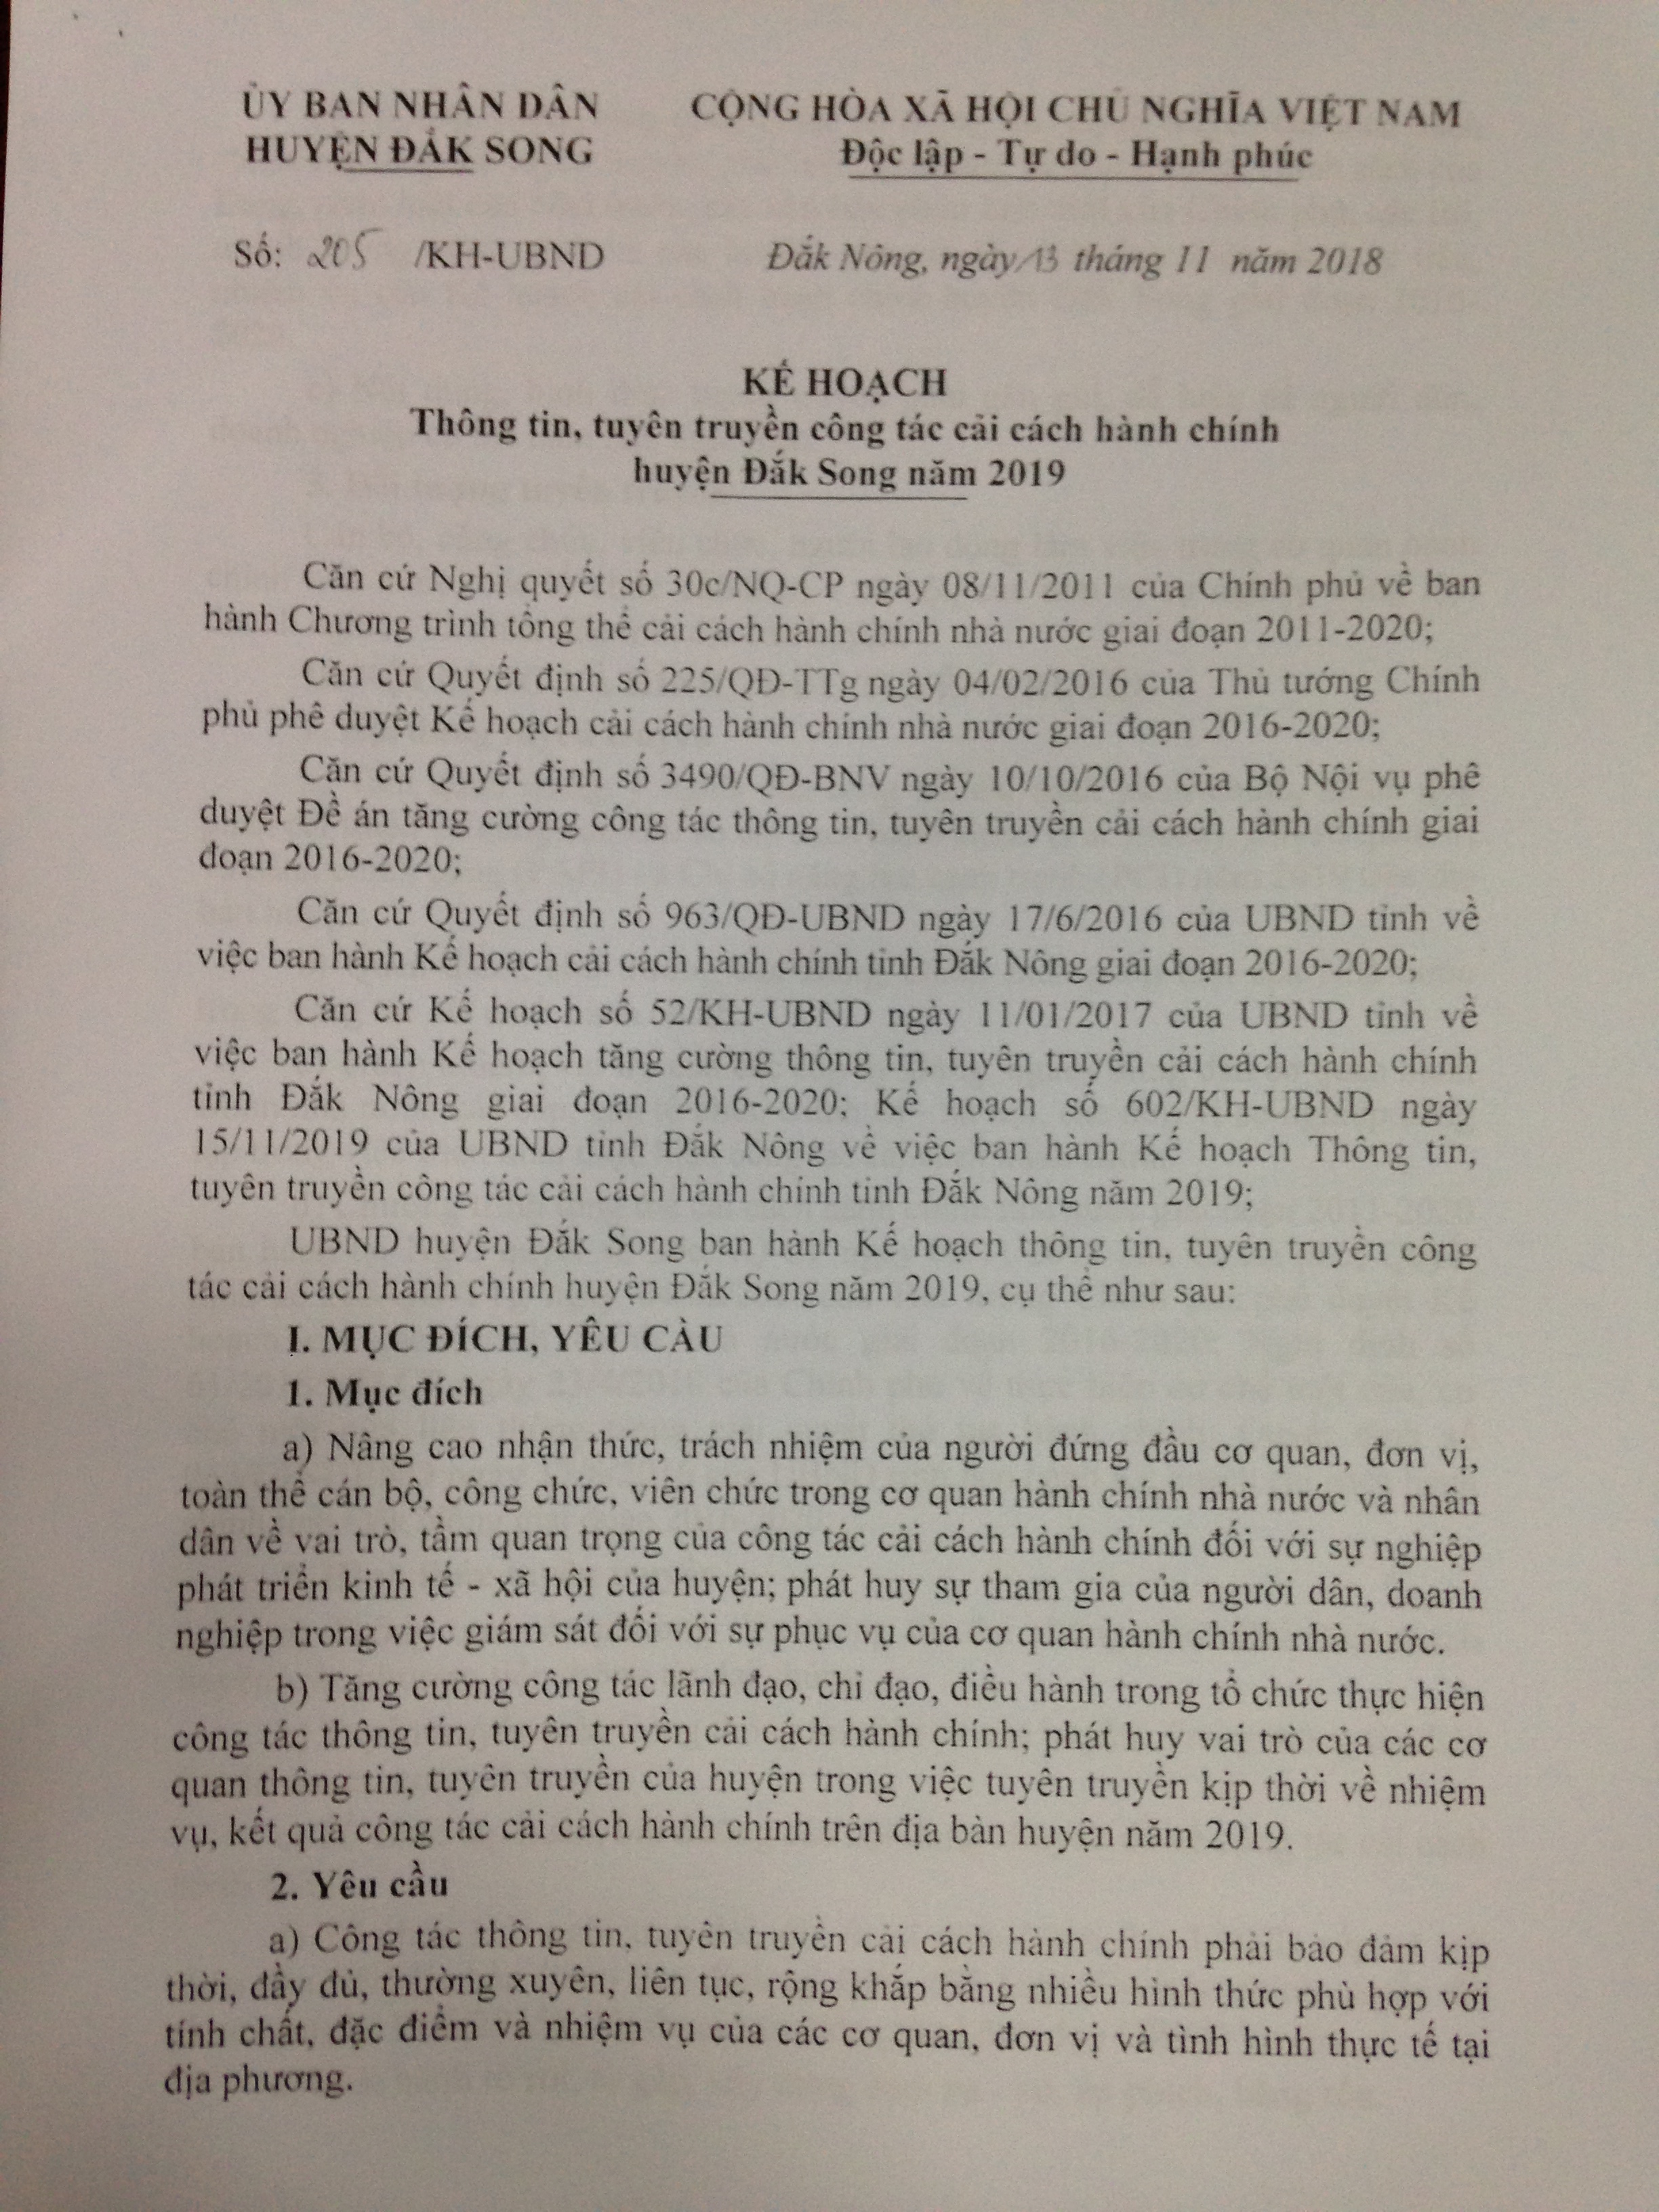 ỦY BAN NHÂN DÂN
HUYỆN ĐẮK SONG
CỘNG HÒA XÃ HỘI CHỦ NGHĨA VIỆT NAM
Độc lập - Tự do - Hạnh phúc
Số: 205 /KH-UBND
Đắk Nông, ngày 13 tháng 11 năm 2018
KẾ HOẠCH
Thông tin, tuyên truyền công tác cải cách hành chính
huyện Đắk Song năm 2019
Căn cứ Nghị quyết số 30c/NQ-CP ngày 08/11/2011 của Chính phủ về ban
hành Chương trình tổng thể cải cách hành chính nhà nước giai đoạn 2011-2020;
Căn cứ Quyết định số 225/QĐ-TTg ngày 04/02/2016 của Thủ tướng Chính
phủ phê duyệt Kế hoạch cải cách hành chính nhà nước giai đoạn 2016-2020;
Căn cứ Quyết định số 3490/QĐ-BNV ngày 10/10/2016 của Bộ Nội vụ phê
duyệt Đề án tăng cường công tác thông tin, tuyên truyền cải cách hành chính giai
đoạn 2016-2020;
Căn cứ Quyết định số 963/QĐ-UBND ngày 17/6/2016 của UBND tỉnh về
việc ban hành Kế hoạch cải cách hành chính tỉnh Đắk Nông giai đoạn 2016-2020;
Căn cứ Kế hoạch số 52/KH-UBND ngày 11/01/2017 của UBND tỉnh về
việc ban hành Kế hoạch tăng cường thông tin, tuyên truyền cải cách hành chính
tỉnh Đắk Nông giai đoạn 2016-2020; Kế hoạch số 602/KH-UBND ngày
15/11/2019 của UBND tỉnh Đắk Nông về việc ban hành Kế hoạch Thông tin,
tuyên truyền công tác cải cách hành chính tỉnh Đắk Nông năm 2019;
UBND huyện Đắk Song ban hành Kế hoạch thông tin, tuyên truyền công
tác cải cách hành chính huyện Đắk Song năm 2019, cụ thể như sau:
I. MỤC ĐÍCH, YÊU CẦU
1. Mục đích
a) Nâng cao nhận thức, trách nhiệm của người đứng đầu cơ quan, đơn vị,
toàn thể cán bộ, công chức, viên chức trong cơ quan hành chính nhà nước và nhân
dân về vai trò, tầm quan trọng của công tác cải cách hành chính đối với sự nghiệp
phát triển kinh tế - xã hội của huyện; phát huy sự tham gia của người dân, doanh
nghiệp trong việc giám sát đối với sự phục vụ của cơ quan hành chính nhà nước.
b) Tăng cường công tác lãnh đạo, chỉ đạo, điều hành trong tổ chức thực hiện
công tác thông tin, tuyên truyền cải cách hành chính; phát huy vai trò của các cơ
quan thông tin, tuyên truyền của huyện trong việc tuyên truyền kịp thời về nhiệm
vụ, kết quả công tác cải cách hành chính trên địa bàn huyện năm 2019.
2. Yêu cầu
a) Công tác thông tin, tuyên truyền cải cách hành chính phải bảo đảm kịp
thời, đầy đủ, thường xuyên, liên tục, rộng khắp bằng nhiều hình thức phù hợp với
tính chất, đặc điểm và nhiệm vụ của các cơ quan, đơn vị và tình hình thực tế tại
địa phương.